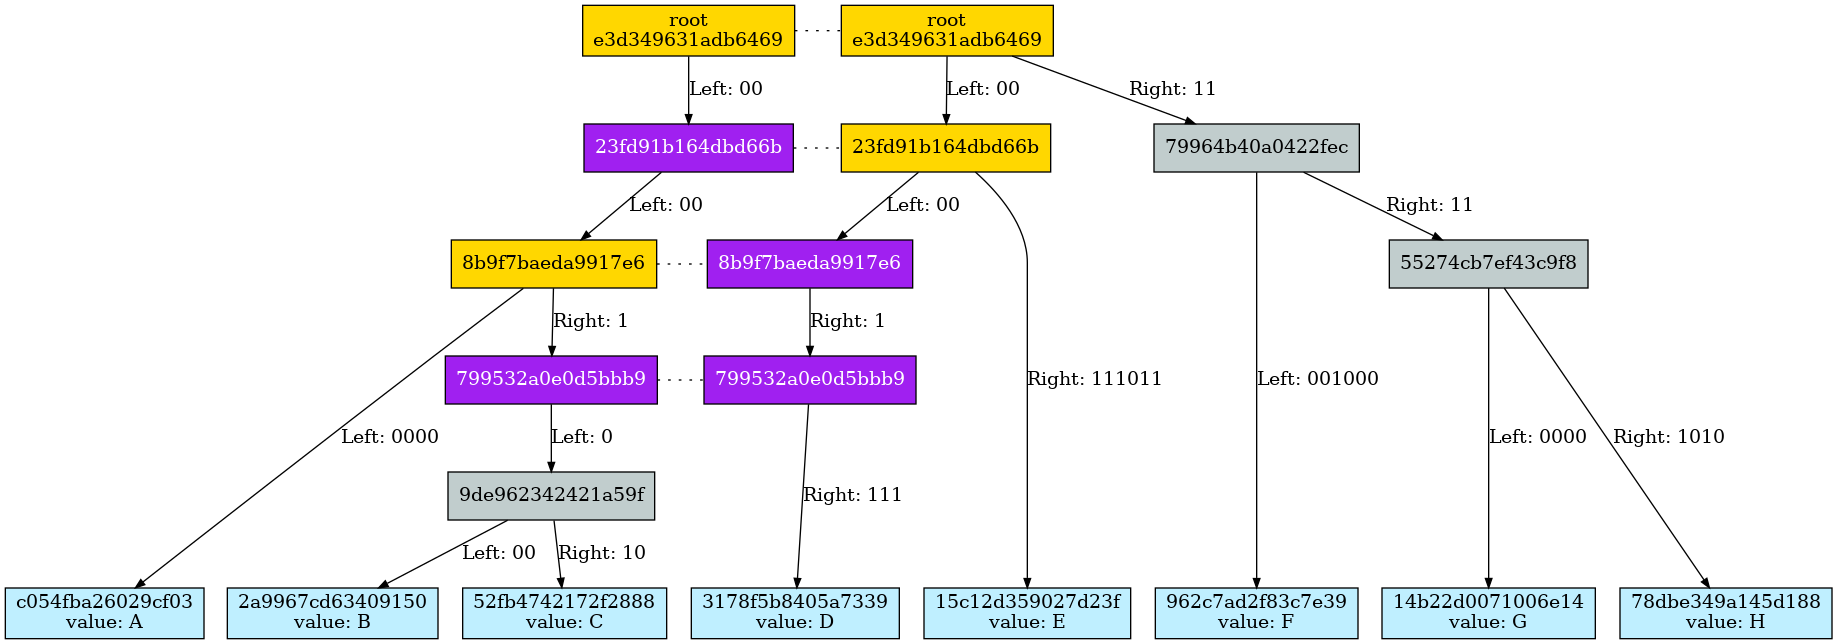 root
e3d349631adb6469
root
e3d349631adb6469
Left: 00
Left: 00
Right: 11
23fd91b164dbd66b
23fd91b164dbd66b
79964b40a0422fec
Left: 00
Left: 00
Right: 11
8b9f7baeda9917e6
8b9f7baeda9917e6
55274cb7ef43c9f8
Right: 1
Right: 1
799532a0e0d5bbb9
799532a0e0d5bbb9
Right: 111011
Left: 001000
Left: 0000
Left: 0
Left: 0000
Right: 1010
9de962342421a59f
Right: 111
Left: 00
Right: 10
c054fba26029cf03
value: A
2a9967cd63409150
value: B
52fb4742172f2888
value: C
3178f5b8405a7339
value: D
15c12d359027d23f
value: E
962c7ad2f83c7e39
value: F
14b22d0071006e14
value: G
78dbe349a145d188
value: H